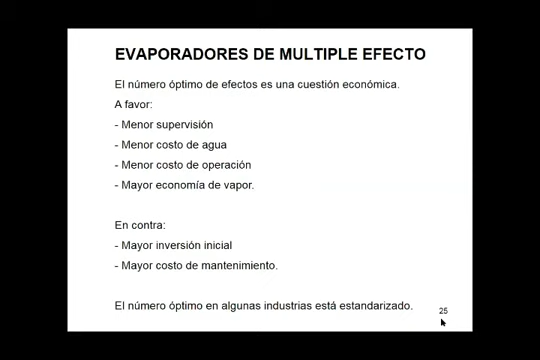 EVAPORADORES DE MULTIPLE EFECTO
El número óptimo de efectos es una cuestión económica.
A favor:
- Menor supervisión
- Menor costo de agua
- Menor costo de operación
- Mayor economía de vapor.
En contra:
- Mayor inversión inicial
- Mayor costo de mantenimiento.
El número óptimo en algunas industrias está estandarizado.
25